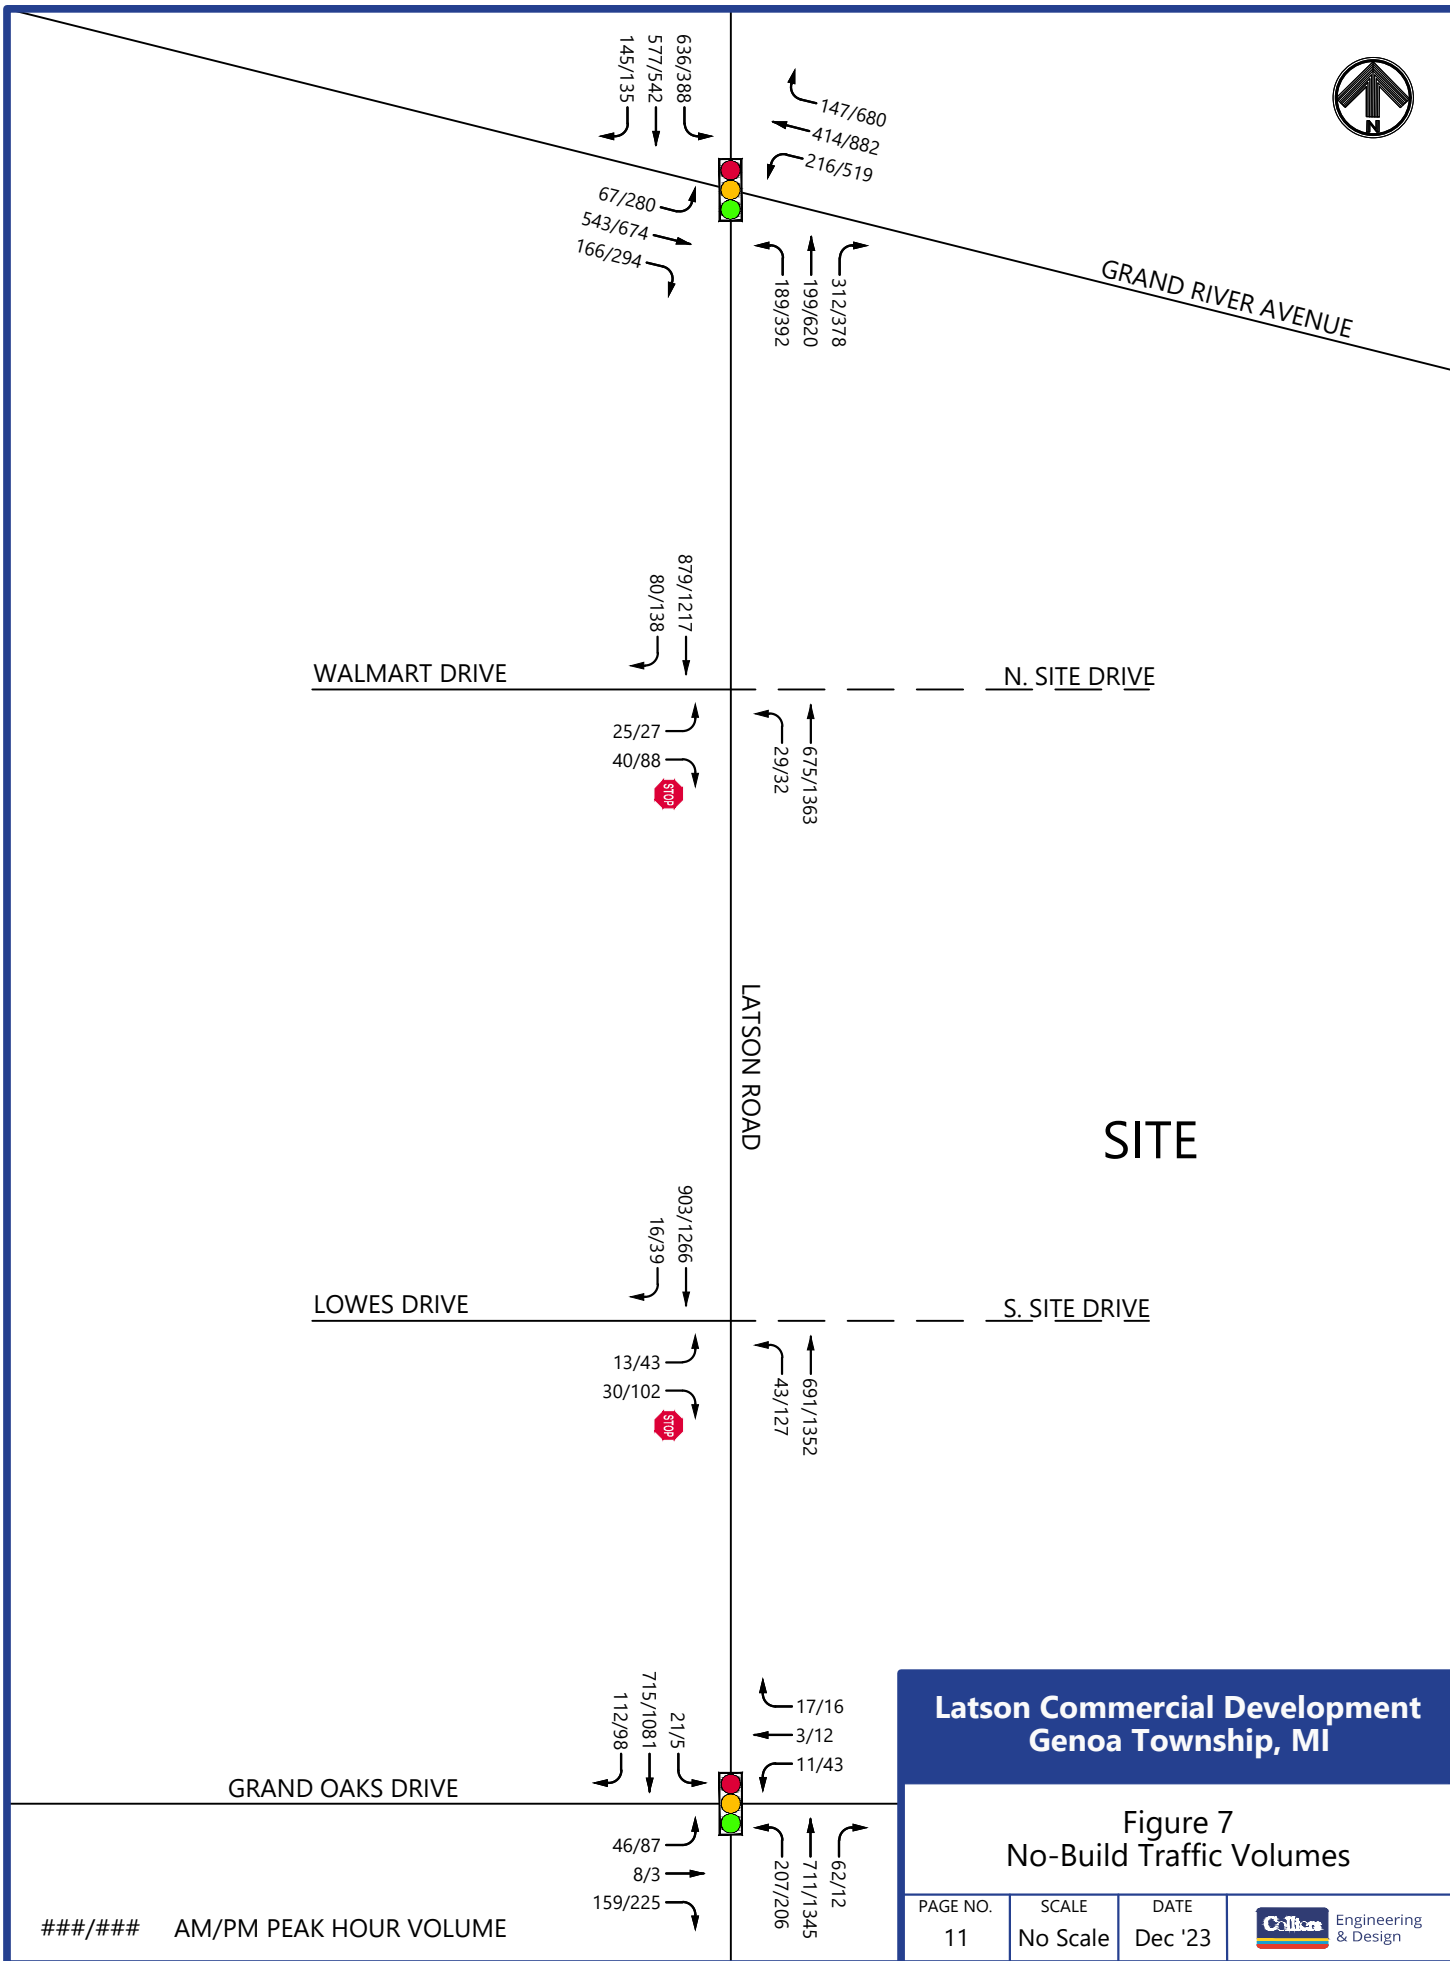 636/388
577/542
145/135
147/680
414/882
216/519
N
67/280
543/674
166/294
312/378
199/620
189/392
GRAND RIVER AVENUE
879/1217
80/138
WALMART DRIVE
N. SITE DRIVE
25/27
40/88
STOP
675/1363
29/32
LATSON ROAD
SITE
903/1266
16/39
LOWES DRIVE
S. SITE DRIVE
13/43
30/102
STOP
691/1352
43/127
21/5
715/1081
112/98
17/16
3/12
11/43
GRAND OAKS DRIVE
46/87
8/3
159/225
62/12
711/1345
207/206
###/### AM/PM PEAK HOUR VOLUME
Latson Commercial Development
Genoa Township, MI
Figure 7
No-Build Traffic Volumes
PAGE NO.
11
SCALE
No Scale
DATE
Dec '23
Colliers
Engineering
& Design